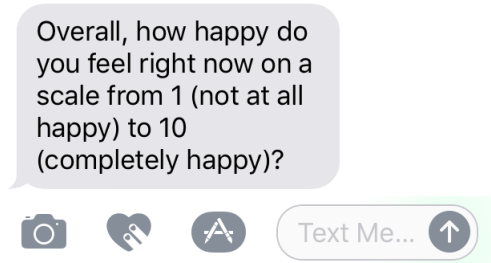 Overall, how happy do
you feel right now on a
scale from 1 (not at all
happy) to 10
(completely happy)?
Text Me...